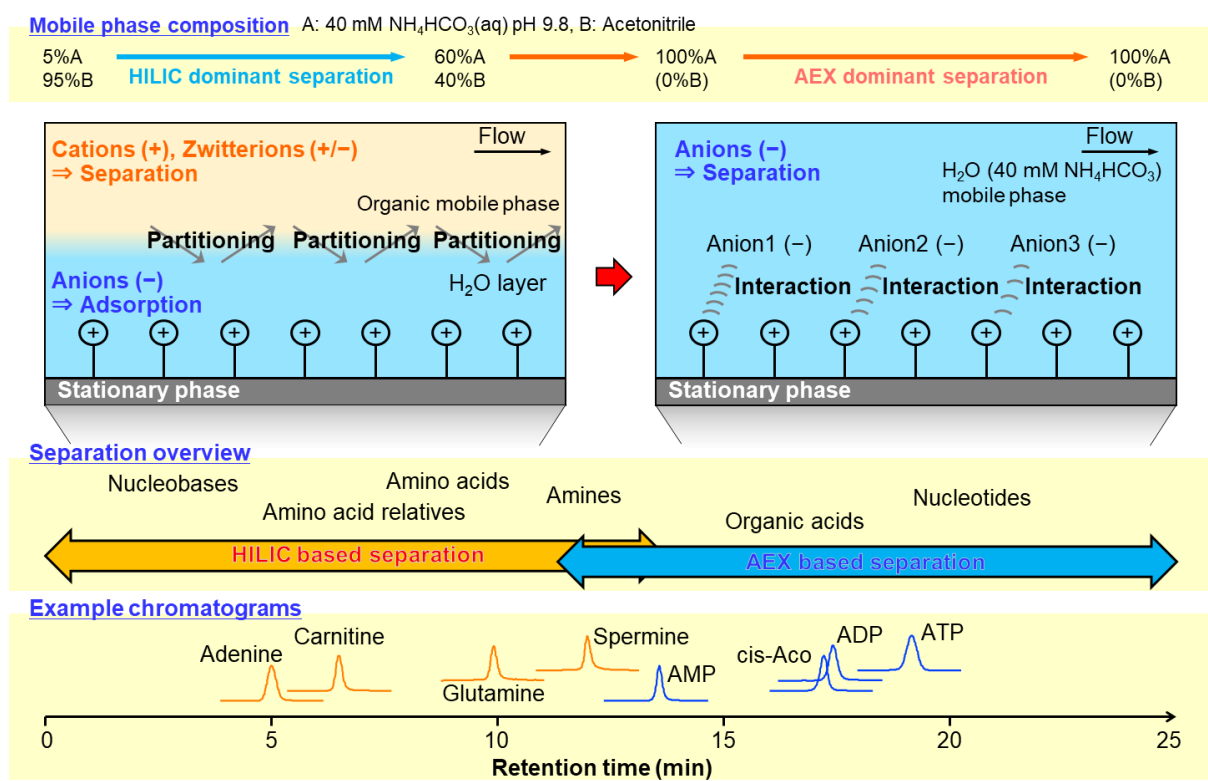 Mobile phase composition A: 40 mM NH₄HCO₃(aq) pH 9.8, B: Acetonitrile
5%A
95%B
HILIC dominant separation
60%A
40%B
100%A
(0%B)
AEX dominant separation
100%A
(0%B)
Cations (+), Zwitterions (+/−)
⇒ Separation
Flow
Organic mobile phase
Partitioning Partitioning Partitioning
Anions (−)
⇒ Adsorption
H₂O layer
+ + + + + + +
Stationary phase
Anions (−)
⇒ Separation
Flow
H₂O (40 mM NH₄HCO₃)
mobile phase
Anion1 (−) Anion2 (−) Anion3 (−)
Interaction Interaction Interaction
+ + + + + + +
Stationary phase
Separation overview
Nucleobases
Amino acids
Amino acid relatives
Amines
Organic acids
Nucleotides
HILIC based separation
AEX based separation
Example chromatograms
Adenine
Carnitine
Glutamine
Spermine
AMP
cis-Aco
ADP
ATP
0 5 10 15 20 25
Retention time (min)